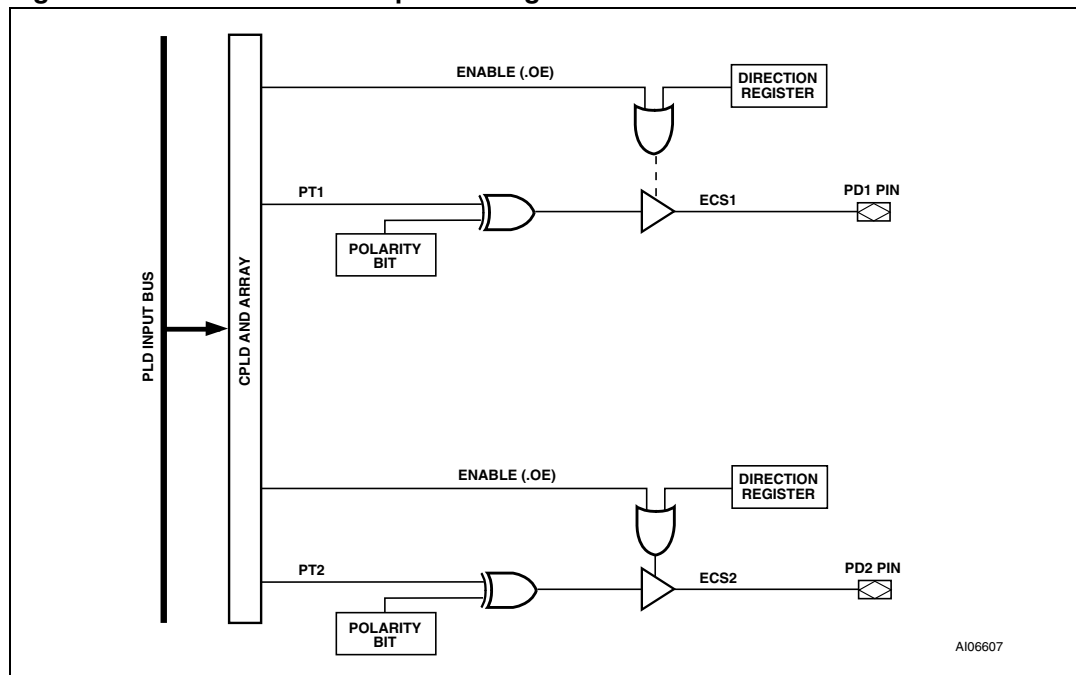 ENABLE (.OE)
DIRECTION
REGISTER
PT1
ECS1
PD1 PIN
POLARITY
BIT
PLD INPUT BUS
CPLD AND ARRAY
ENABLE (.OE)
DIRECTION
REGISTER
PT2
ECS2
PD2 PIN
POLARITY
BIT
AI06607